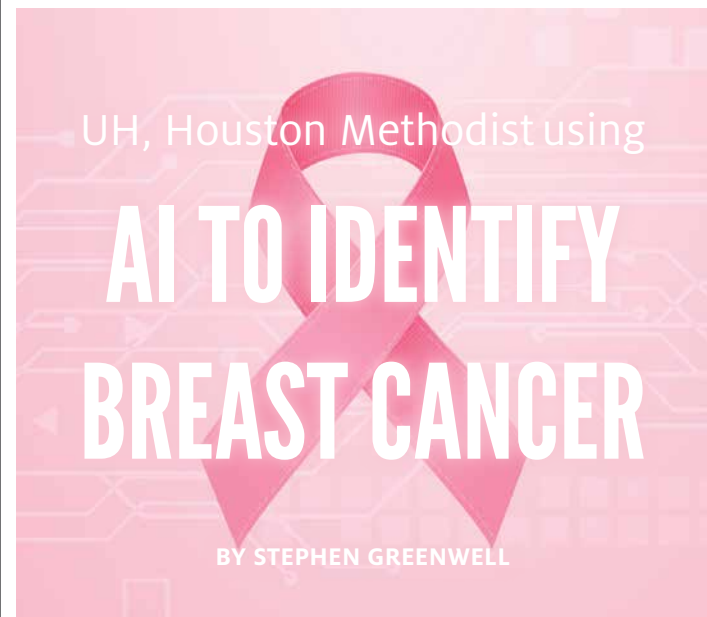 UH, Houston Methodist using
AI TO IDENTIFY
BREAST CANCER
BY STEPHEN GREENWELL